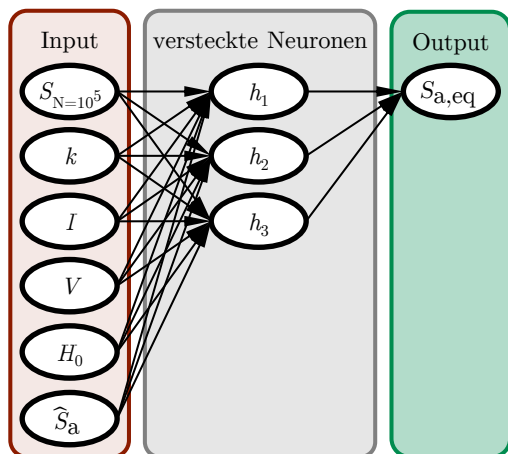 Input
versteckte Neuronen
Output
S_{N=10^5}
h_1
S_{a,eq}
k
h_2
I
h_3
V
H_0
Ŝ_a